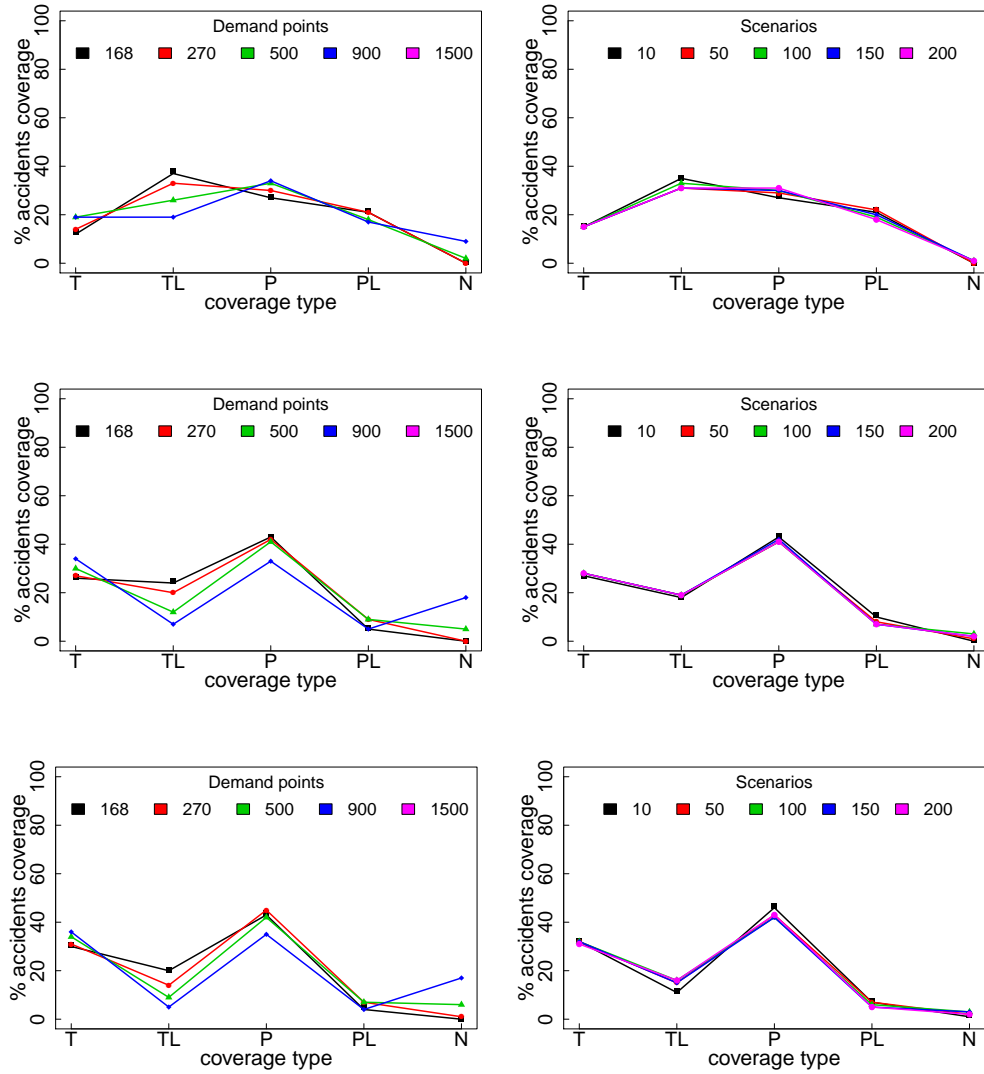 % accidents coverage
0 20 40 60 80 100
Demand points
168 270 500 900 1500
T TL P PL N
coverage type
% accidents coverage
0 20 40 60 80 100
Scenarios
10 50 100 150 200
T TL P PL N
coverage type
% accidents coverage
0 20 40 60 80 100
Demand points
168 270 500 900 1500
T TL P PL N
coverage type
% accidents coverage
0 20 40 60 80 100
Scenarios
10 50 100 150 200
T TL P PL N
coverage type
% accidents coverage
0 20 40 60 80 100
Demand points
168 270 500 900 1500
T TL P PL N
coverage type
% accidents coverage
0 20 40 60 80 100
Scenarios
10 50 100 150 200
T TL P PL N
coverage type